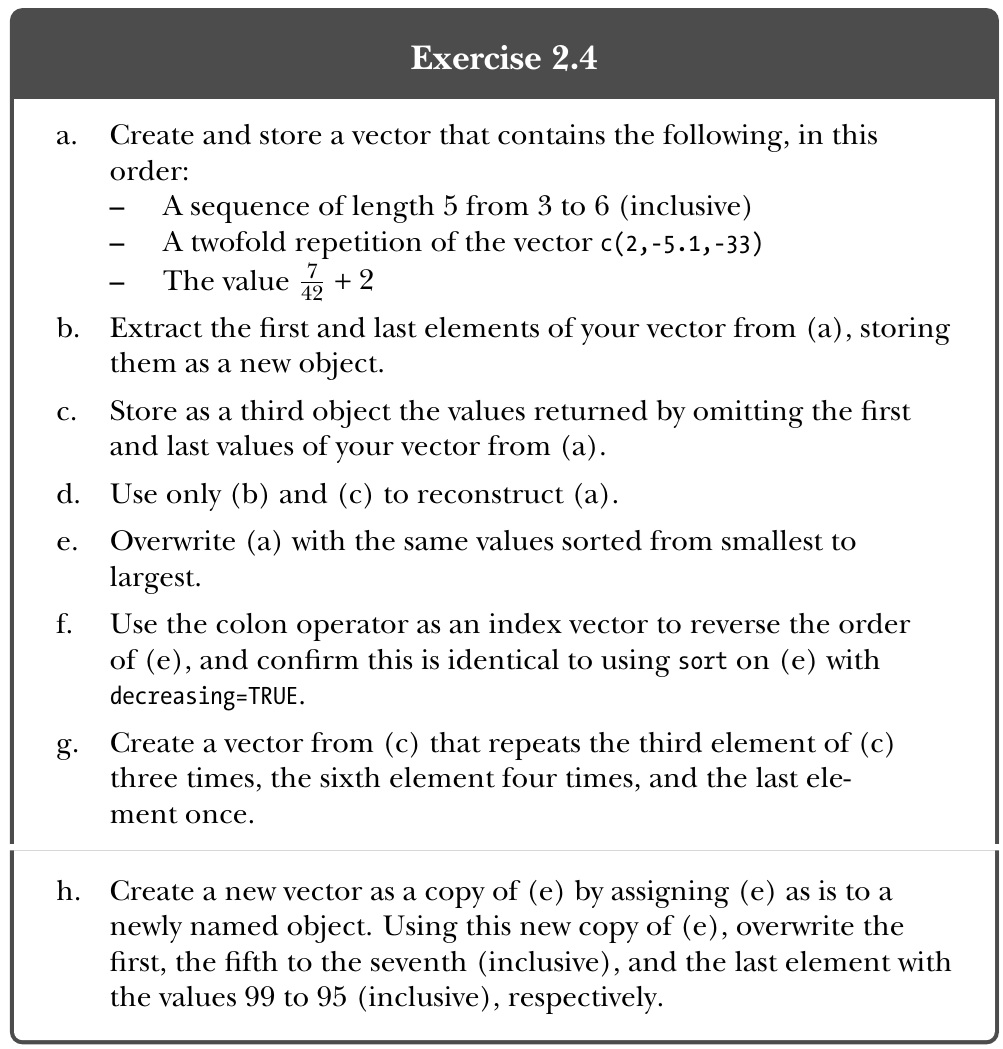 Exercise 2.4
a. Create and store a vector that contains the following, in this
order:
– A sequence of length 5 from 3 to 6 (inclusive)
– A twofold repetition of the vector c(2,-5.1,-33)
– The value 7/42 + 2
b. Extract the first and last elements of your vector from (a), storing
them as a new object.
c. Store as a third object the values returned by omitting the first
and last values of your vector from (a).
d. Use only (b) and (c) to reconstruct (a).
e. Overwrite (a) with the same values sorted from smallest to
largest.
f. Use the colon operator as an index vector to reverse the order
of (e), and confirm this is identical to using sort on (e) with
decreasing=TRUE.
g. Create a vector from (c) that repeats the third element of (c)
three times, the sixth element four times, and the last ele-
ment once.
h. Create a new vector as a copy of (e) by assigning (e) as is to a
newly named object. Using this new copy of (e), overwrite the
first, the fifth to the seventh (inclusive), and the last element with
the values 99 to 95 (inclusive), respectively.